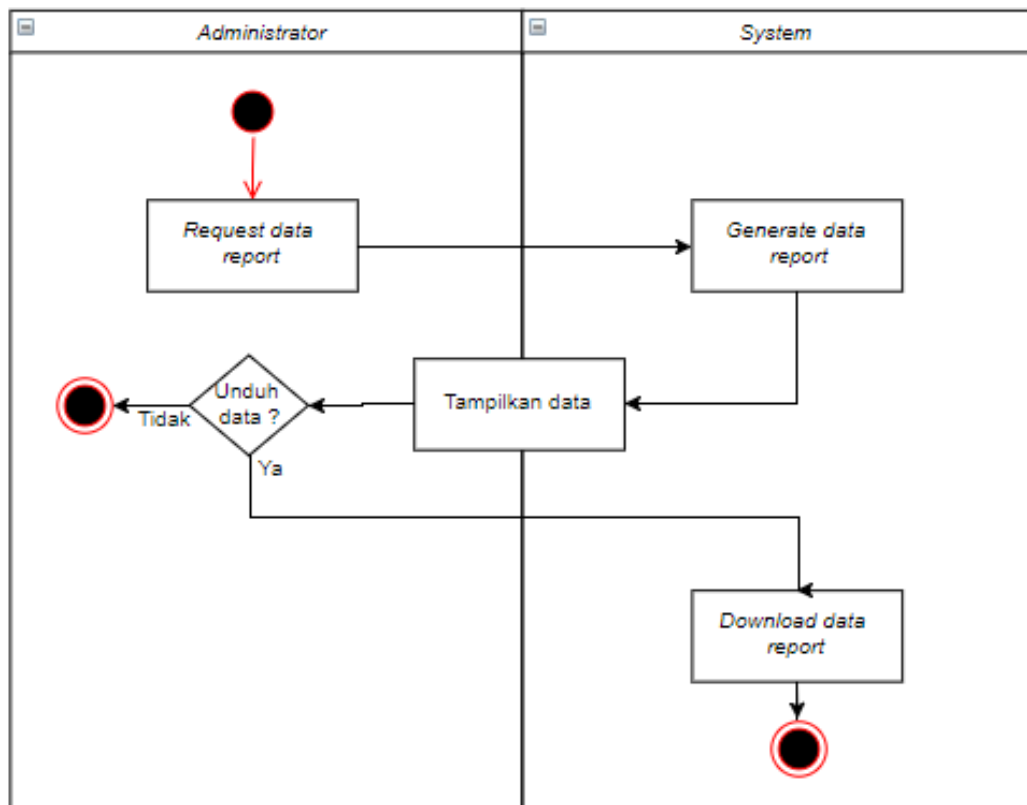 Administrator
System
Request data
report
Generate data
report
Unduh
data ?
Tampilkan data
Tidak
Ya
Download data
report